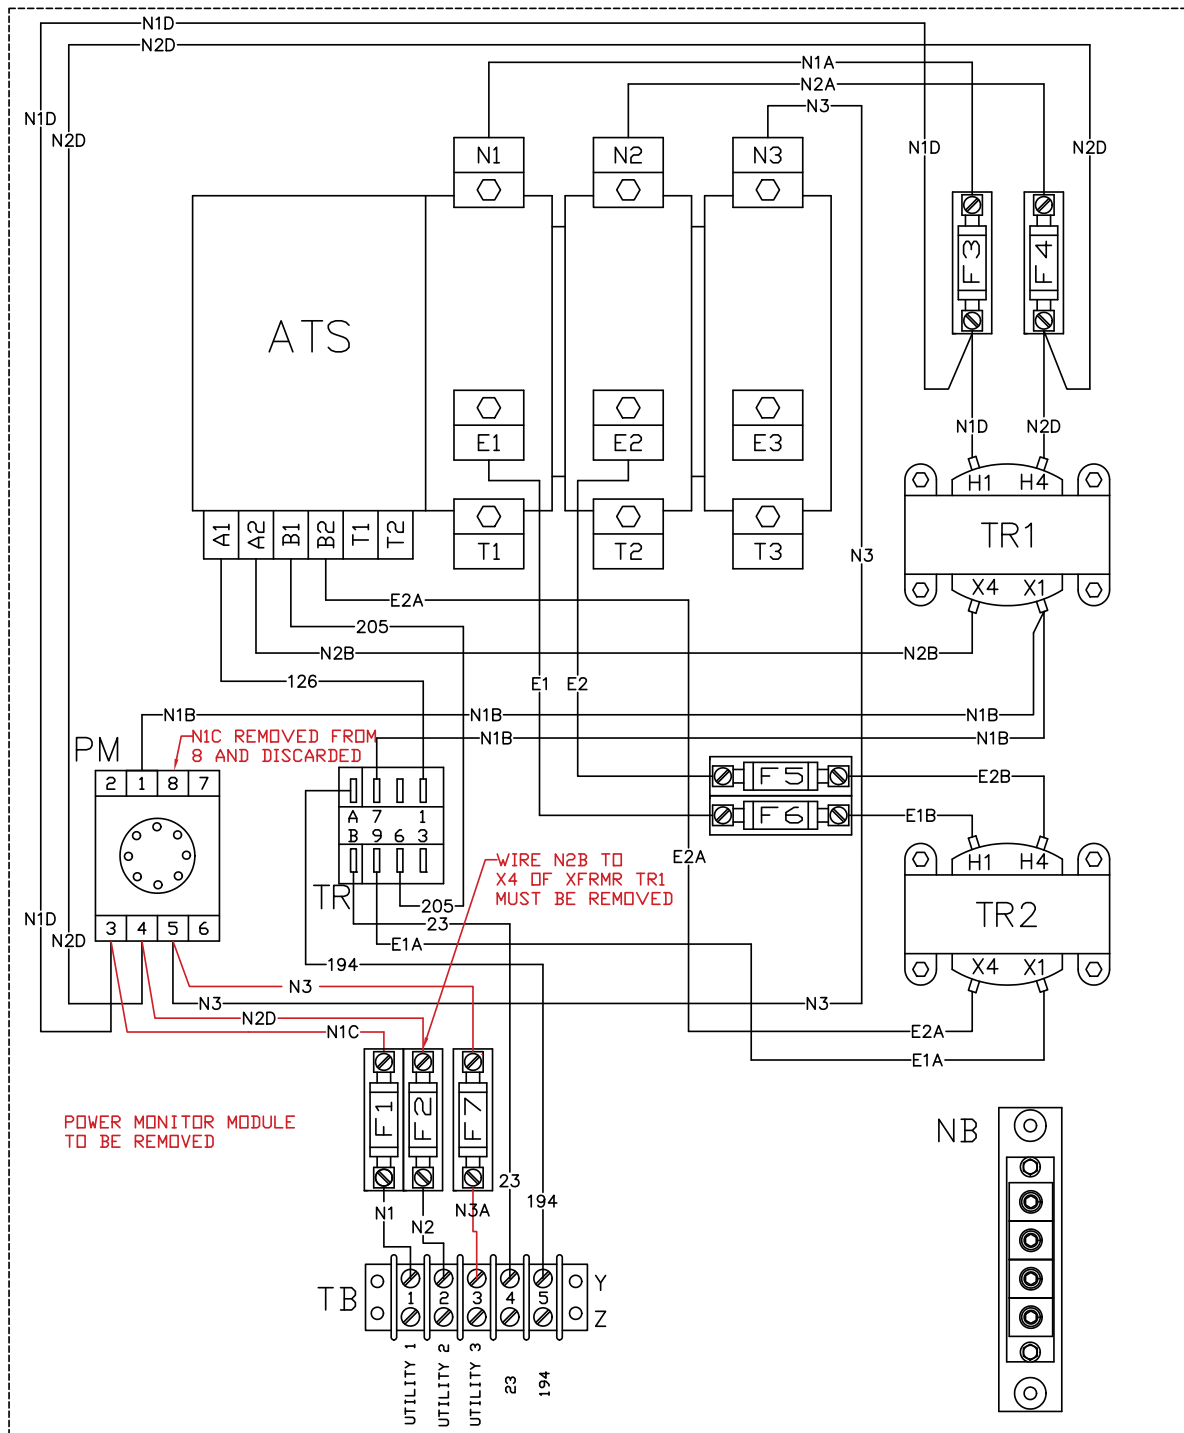 N1D
N2D
N1A
N2A
N3
N1D
N2D
N1D
N2D
N1
N2
N3
F3
F4
ATS
E1
E2
E3
N1D
N2D
H1
H4
TR1
X4
X1
A1
A2
B1
B2
T1
T2
T1
T2
T3
N3
E2A
205
N2B
N2B
126
E1
E2
N1B
N1B
N1B
N1B
N1B
PM
N1C REMOVED FROM
8 AND DISCARDED
2
1
8
7
A
7
1
B
9
6
3
F5
F6
E2B
E1B
TR
WIRE N2B TO
X4 OF XFRMR TR1
MUST BE REMOVED
E2A
H1
H4
TR2
X4
X1
205
23
N1D
N2D
3
4
5
6
E1A
194
N3
N3
N3
N2D
N1C
E2A
E1A
POWER MONITOR MODULE
TO BE REMOVED
F1
F2
F7
NB
23
194
N1
N2
N3A
TB
1
2
3
4
5
Y
Z
UTILITY 1
UTILITY 2
UTILITY 3
23
194